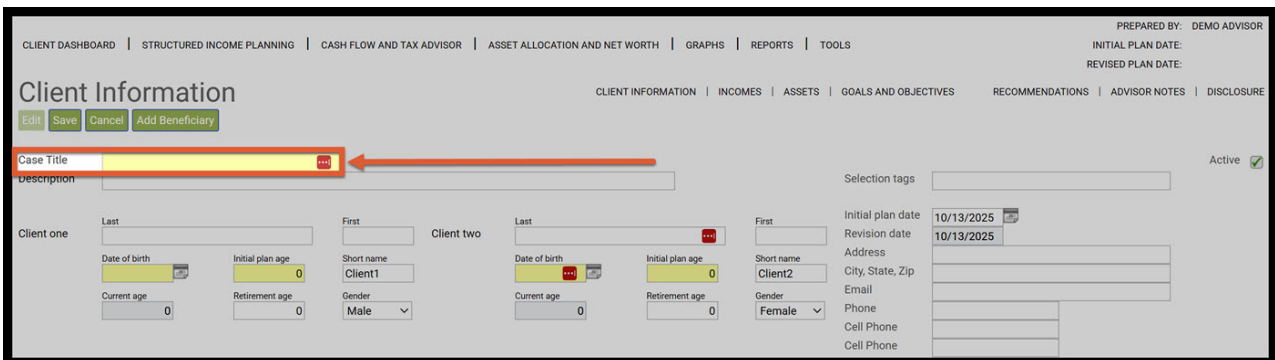 PREPARED BY: DEMO ADVISOR
CLIENT DASHBOARD | STRUCTURED INCOME PLANNING | CASH FLOW AND TAX ADVISOR | ASSET ALLOCATION AND NET WORTH | GRAPHS | REPORTS | TOOLS
INITIAL PLAN DATE:
REVISED PLAN DATE:
Client Information
CLIENT INFORMATION | INCOMES | ASSETS | GOALS AND OBJECTIVES RECOMMENDATIONS | ADVISOR NOTES | DISCLOSURE
Edit Save Cancel Add Beneficiary
Case Title Active
Description Selection tags
Last First Last First
Client one Client two
Initial plan date 10/13/2025
Revision date 10/13/2025
Date of birth Initial plan age Short name Date of birth Initial plan age Short name
0 Client1 0 Client2
Address
City, State, Zip
Current age Retirement age Gender Current age Retirement age Gender
0 0 Male 0 0 Female
Email
Phone
Cell Phone
Cell Phone